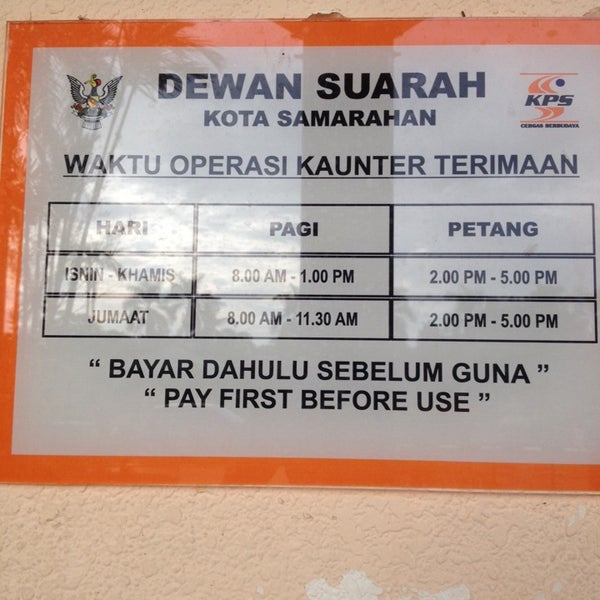 DEWAN SUARAH
KOTA SAMARAHAN
KPS
CERGAS BERBUDAYA
WAKTU OPERASI KAUNTER TERIMAAN
HARI PAGI PETANG
ISNIN - KHAMIS 8.00 AM - 1.00 PM 2.00 PM - 5.00 PM
JUMAAT 8.00 AM - 11.30 AM 2.00 PM - 5.00 PM
“ BAYAR DAHULU SEBELUM GUNA ”
“ PAY FIRST BEFORE USE ”